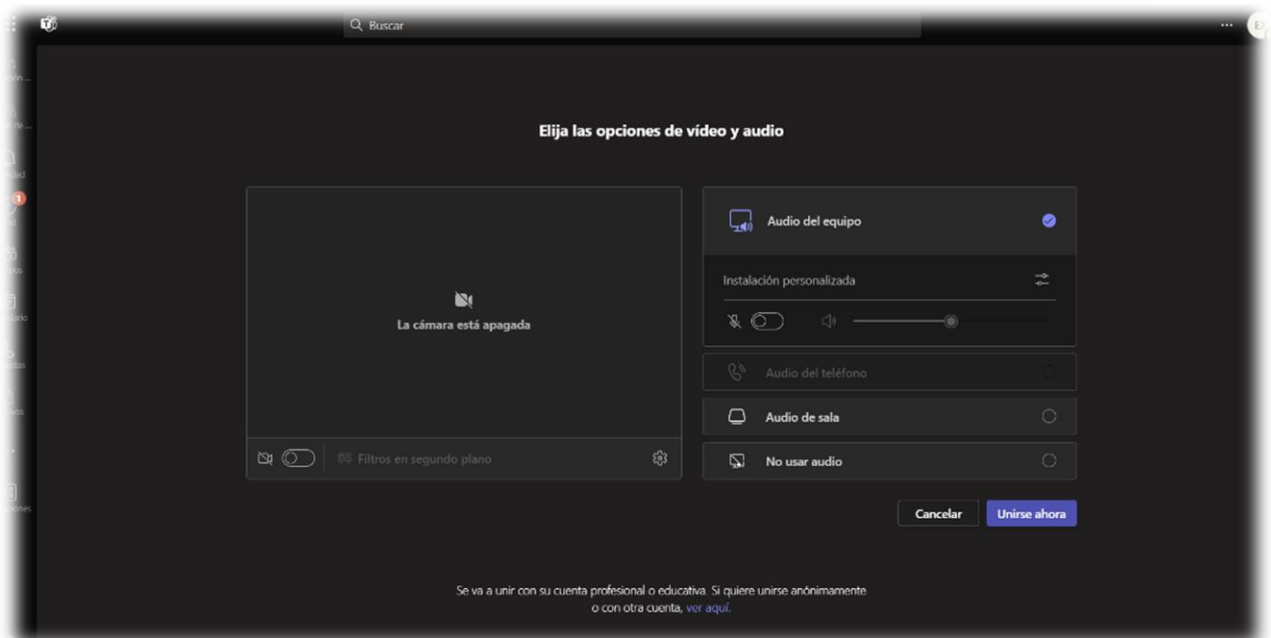 Buscar
Elija las opciones de vídeo y audio
La cámara está apagada
Filtros en segundo plano
Audio del equipo
Instalación personalizada
Audio del teléfono
Audio de sala
No usar audio
Cancelar
Unirse ahora
Se va a unir con su cuenta profesional o educativa. Si quiere unirse anónimamente
o con otra cuenta, ver aquí.
1